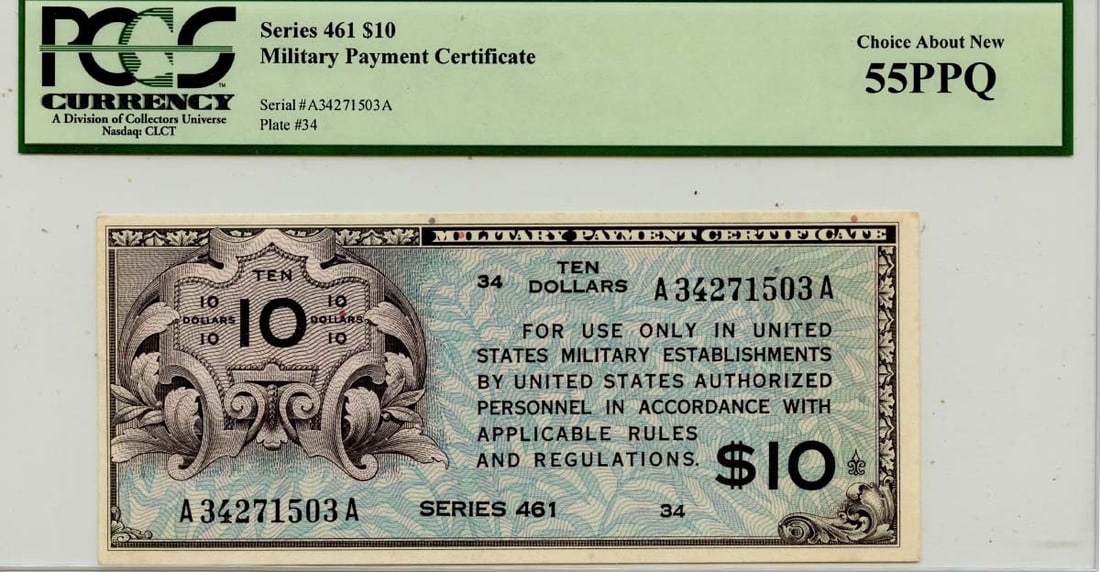 PCGS
CURRENCY
A Division of Collectors Universe
Nasdaq: CLCT
Series 461 $10
Military Payment Certificate
Serial #A34271503A
Plate #34
Choice About New
55PPQ
MILITARY PAYMENT CERTIFICATE
TEN
10 10
DOLLARS 10 DOLLARS
10 10
34 TEN DOLLARS A34271503A
FOR USE ONLY IN UNITED
STATES MILITARY ESTABLISHMENTS
BY UNITED STATES AUTHORIZED
PERSONNEL IN ACCORDANCE WITH
APPLICABLE RULES
AND REGULATIONS. $10
A34271503A SERIES 461 34